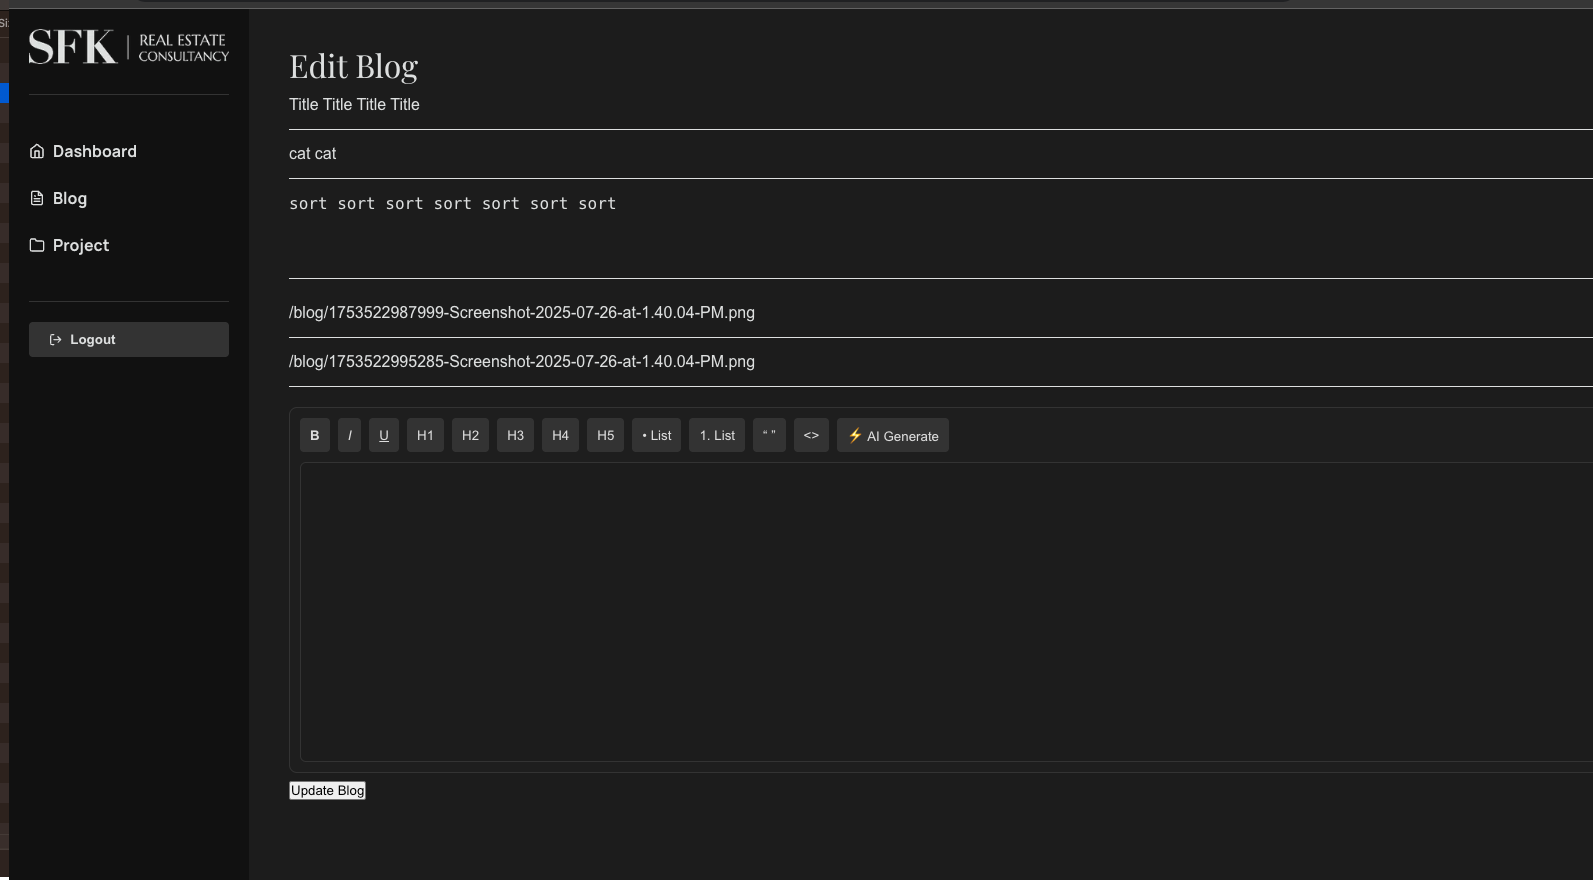 SFK REAL ESTATE
CONSULTANCY
Dashboard
Blog
Project
Logout
Edit Blog
Title Title Title Title
cat cat
sort sort sort sort sort sort sort
/blog/1753522987999-Screenshot-2025-07-26-at-1.40.04-PM.png
/blog/1753522995285-Screenshot-2025-07-26-at-1.40.04-PM.png
B I U H1 H2 H3 H4 H5 • List 1. List “ ” <> ⚡ AI Generate
Update Blog